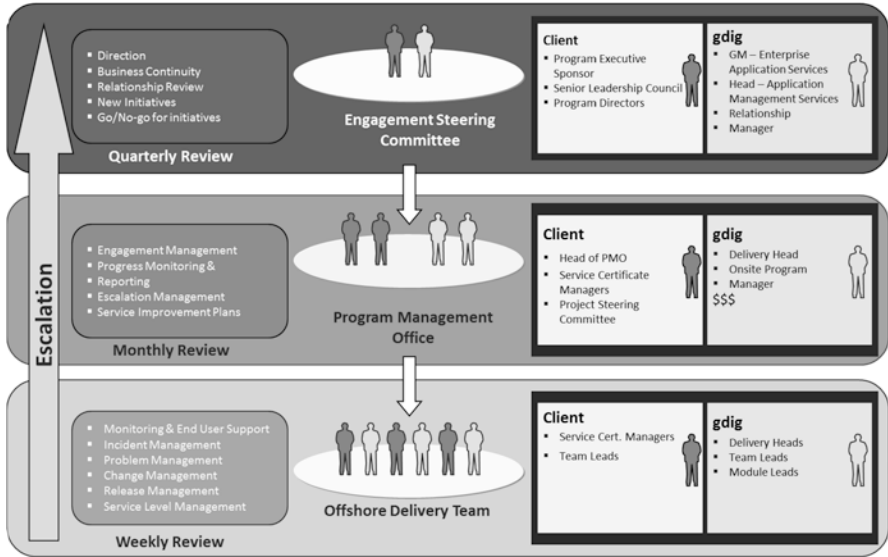 Escalation
Direction
Business Continuity
Relationship Review
New Initiatives
Go/No-go for initiatives
Quarterly Review
Engagement Steering
Committee
Client
Program Executive
Sponsor
Senior Leadership Council
Program Directors
gdig
GM – Enterprise
Application Services
Head – Application
Management Services
Relationship
Manager
Engagement Management
Progress Monitoring &
Reporting
Escalation Management
Service Improvement Plans
Monthly Review
Program Management
Office
Client
Head of PMO
Service Certificate
Managers
Project Steering
Committee
gdig
Delivery Head
Onsite Program
Manager
$$$
Monitoring & End User Support
Incident Management
Problem Management
Change Management
Release Management
Service Level Management
Weekly Review
Offshore Delivery Team
Client
Service Cert. Managers
Team Leads
gdig
Delivery Heads
Team Leads
Module Leads